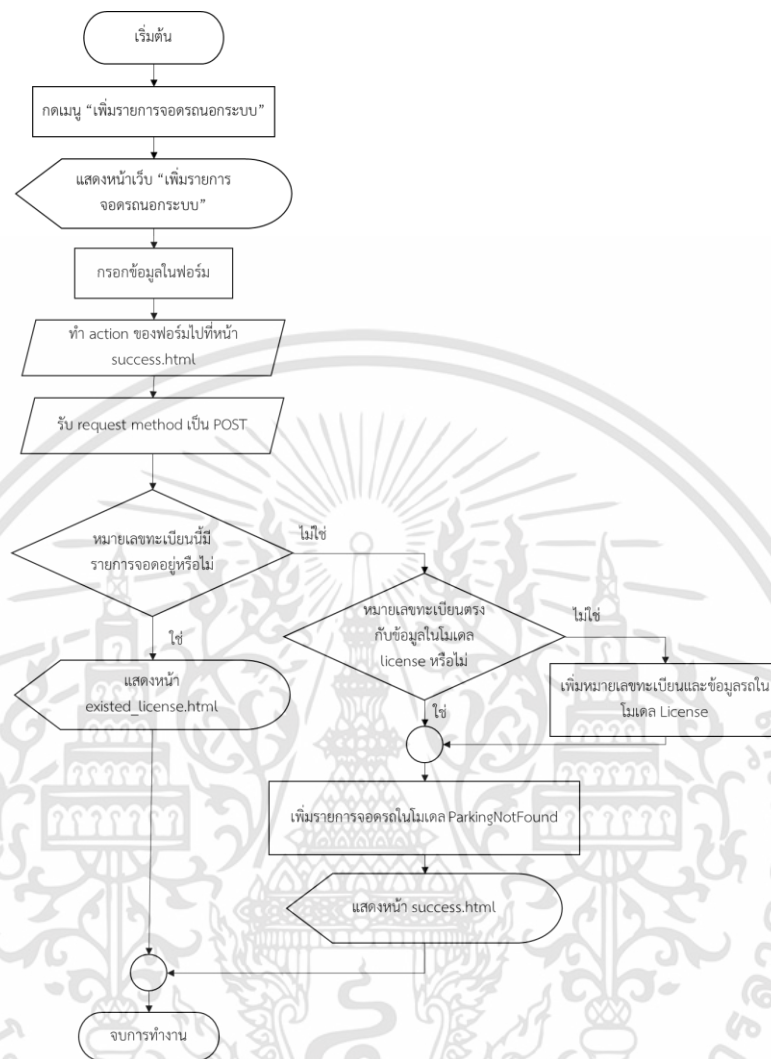 เริ่มต้น
กดเมนู “เพิ่มรายการจอดรถนอกระบบ”
แสดงหน้าเว็บ “เพิ่มรายการ
จอดรถนอกระบบ”
กรอกข้อมูลในฟอร์ม
ทำ action ของฟอร์มไปที่หน้า
success.html
รับ request method เป็น POST
หมายเลขทะเบียนนี้มี
รายการจอดอยู่หรือไม่
ไม่ใช่
ใช่
แสดงหน้า
existed_license.html
หมายเลขทะเบียนตรง
กับข้อมูลในโมเดล
license หรือไม่
ไม่ใช่
ใช่
เพิ่มหมายเลขทะเบียนและข้อมูลรถใน
โมเดล License
เพิ่มรายการจอดรถในโมเดล ParkingNotFound
แสดงหน้า success.html
จบการทำงาน